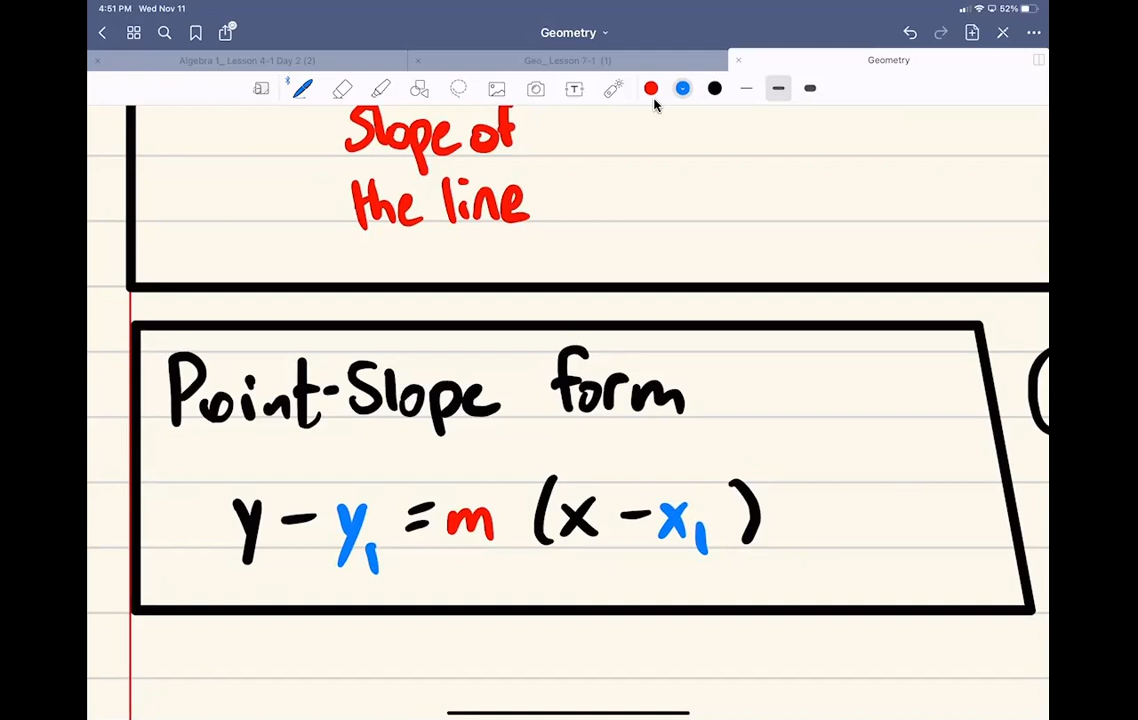 4:51 PM Wed Nov 11
52%
Geometry
Algebra 1_ Lesson 4-1 Day 2 (2)
Geo_ Lesson 7-1 (1)
Geometry
Slope of
the line
Point-Slope form
y - y₁ = m (x - x₁)